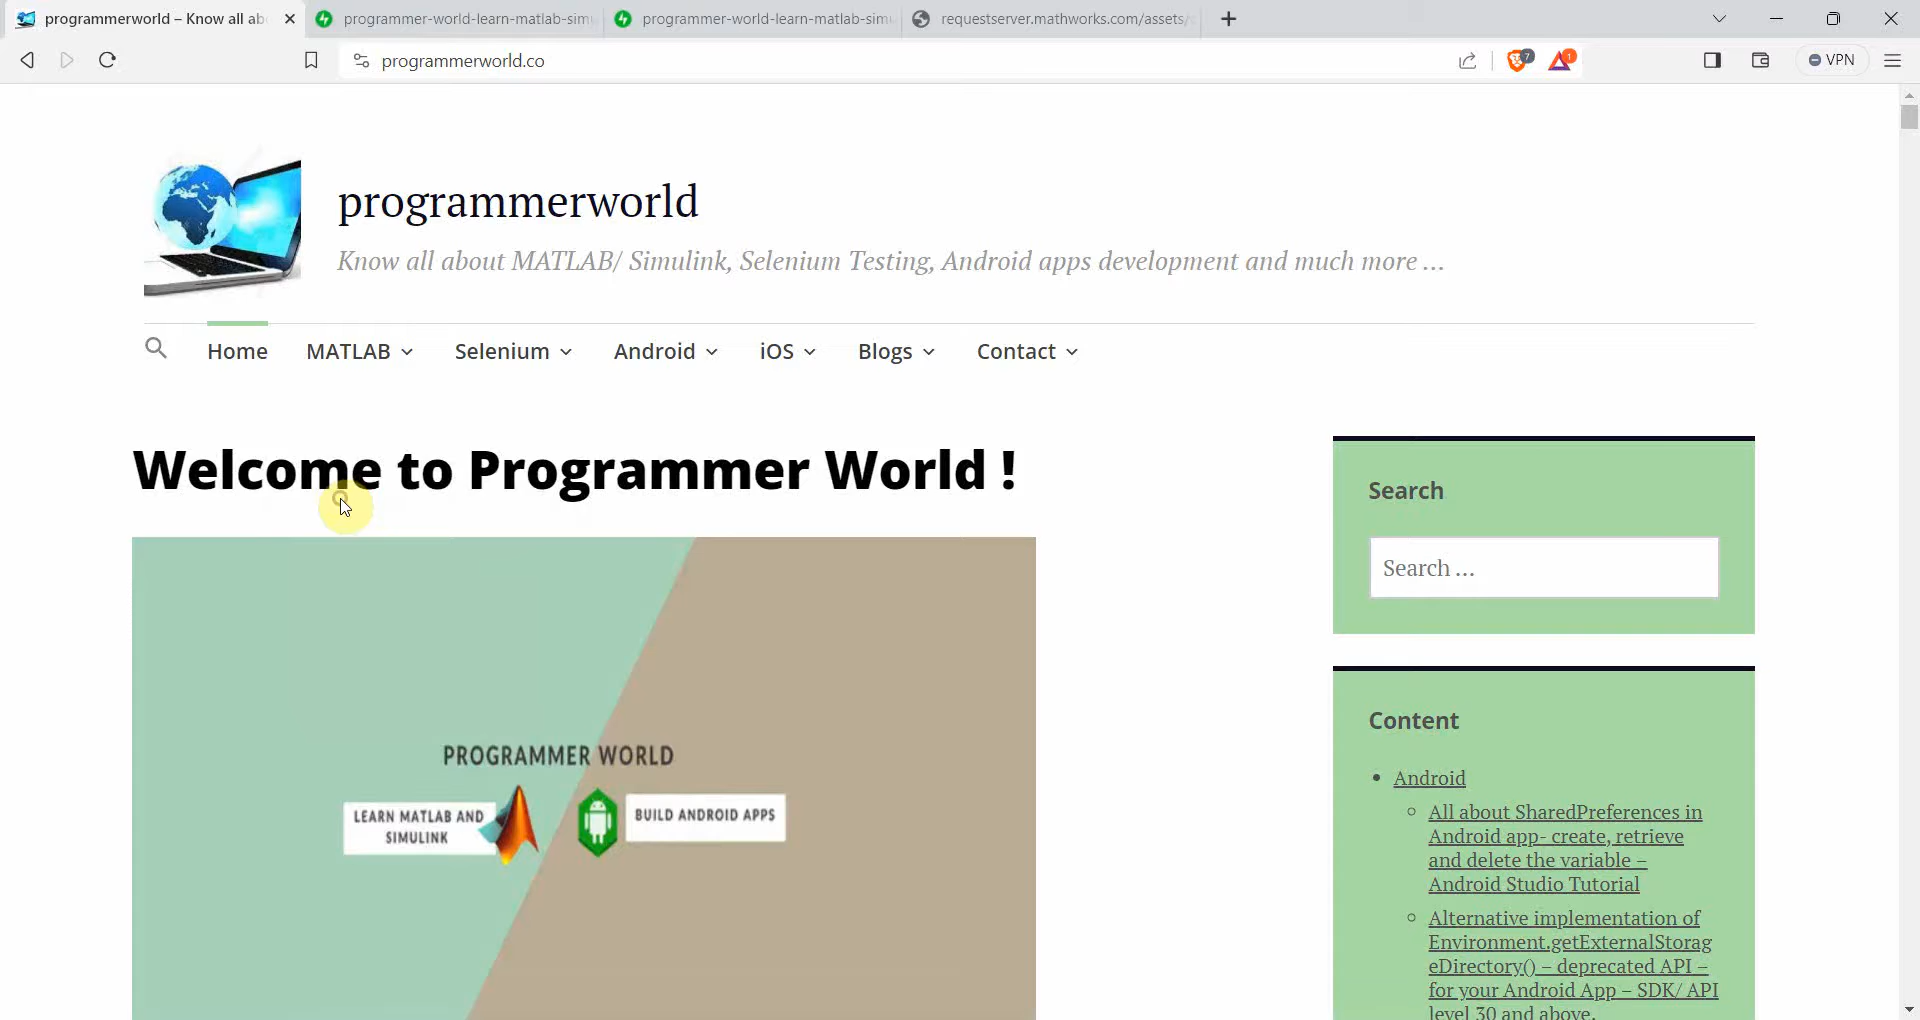 programmerworld – Know all ab
programmer-world-learn-matlab-sim
programmer-world-learn-matlab-sim
requestserver.mathworks.com/assets/
programmerworld.co
7
1
VPN
programmerworld
Know all about MATLAB/ Simulink, Selenium Testing, Android apps development and much more ...
Home
MATLAB
Selenium
Android
iOS
Blogs
Contact
Welcome to Programmer World !
PROGRAMMER WORLD
LEARN MATLAB AND
SIMULINK
BUILD ANDROID APPS
Search
Search ...
Content
Android
All about SharedPreferences in
Android app- create, retrieve
and delete the variable –
Android Studio Tutorial
Alternative implementation of
Environment.getExternalStorag
eDirectory() – deprecated API –
for your Android App – SDK/ API
level 30 and above.